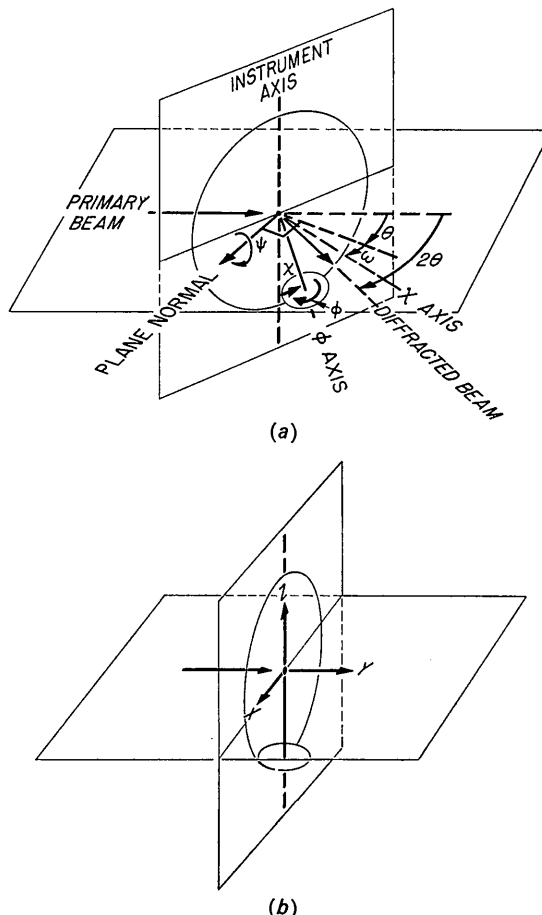 INSTRUMENT
AXIS
PRIMARY
BEAM
θ
ψ
ω
2θ
χ
χ AXIS
PLANE NORMAL
φ
φ AXIS
DIFFRACTED BEAM
(a)
Z
Y
X
(b)